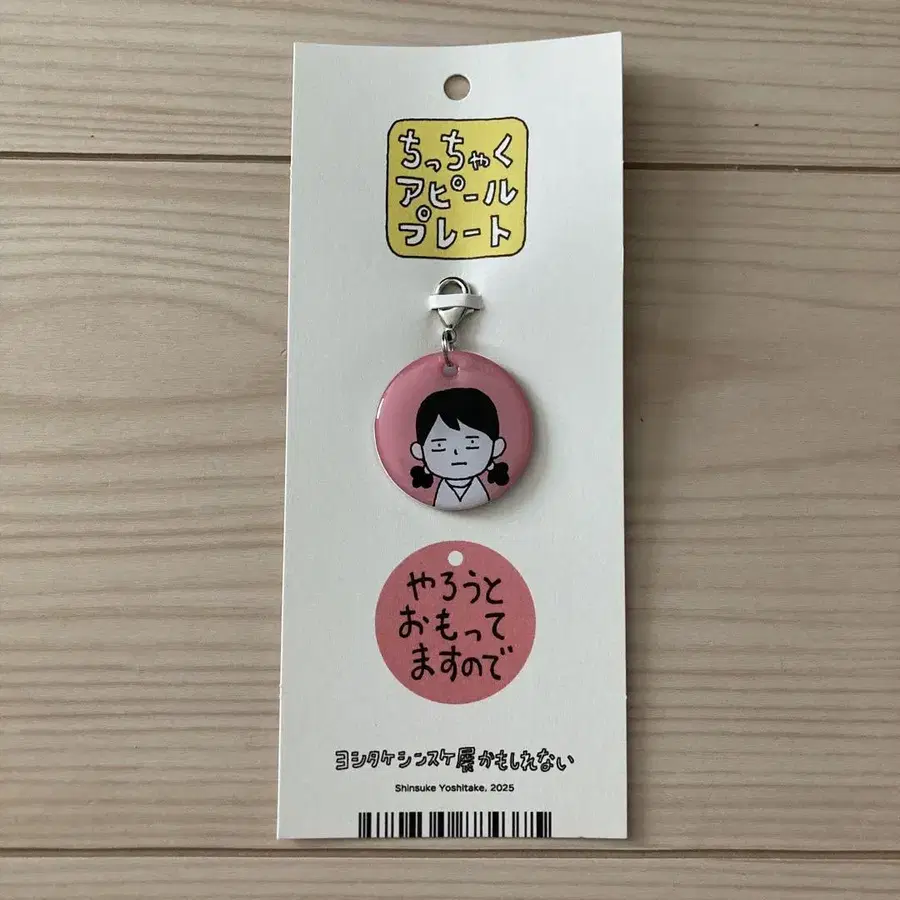 ちっちゃく
アピール
プレート
やろうと
おもって
ますので
ヨシタケシンスケ展かもしれない
Shinsuke Yoshitake, 2025